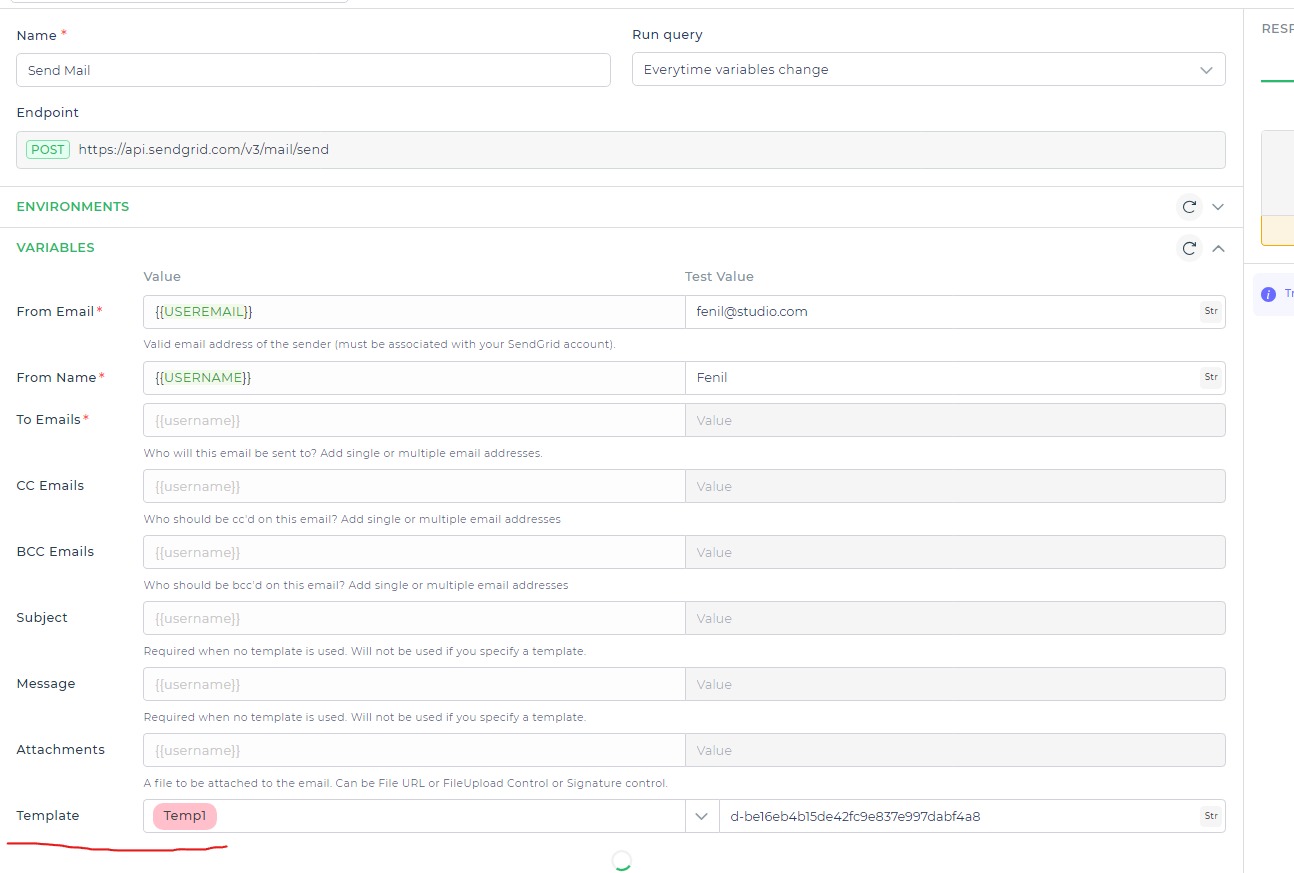 Name *
Run query
RESP
Send Mail
Everytime variables change
Endpoint
POST https://api.sendgrid.com/v3/mail/send
ENVIRONMENTS
VARIABLES
Value Test Value
From Email* {{USEREMAIL}} fenil@studio.com Str
Valid email address of the sender (must be associated with your SendGrid account).
From Name* {{USERNAME}} Fenil Str
To Emails* {{username}} Value
Who will this email be sent to? Add single or multiple email addresses.
CC Emails {{username}} Value
Who should be cc'd on this email? Add single or multiple email addresses
BCC Emails {{username}} Value
Who should be bcc'd on this email? Add single or multiple email addresses
Subject {{username}} Value
Required when no template is used. Will not be used if you specify a template.
Message {{username}} Value
Required when no template is used. Will not be used if you specify a template.
Attachments {{username}} Value
A file to be attached to the email. Can be File URL or FileUpload Control or Signature control.
Template Temp1 d-be16eb4b15de42fc9e837e997dabf4a8 Str